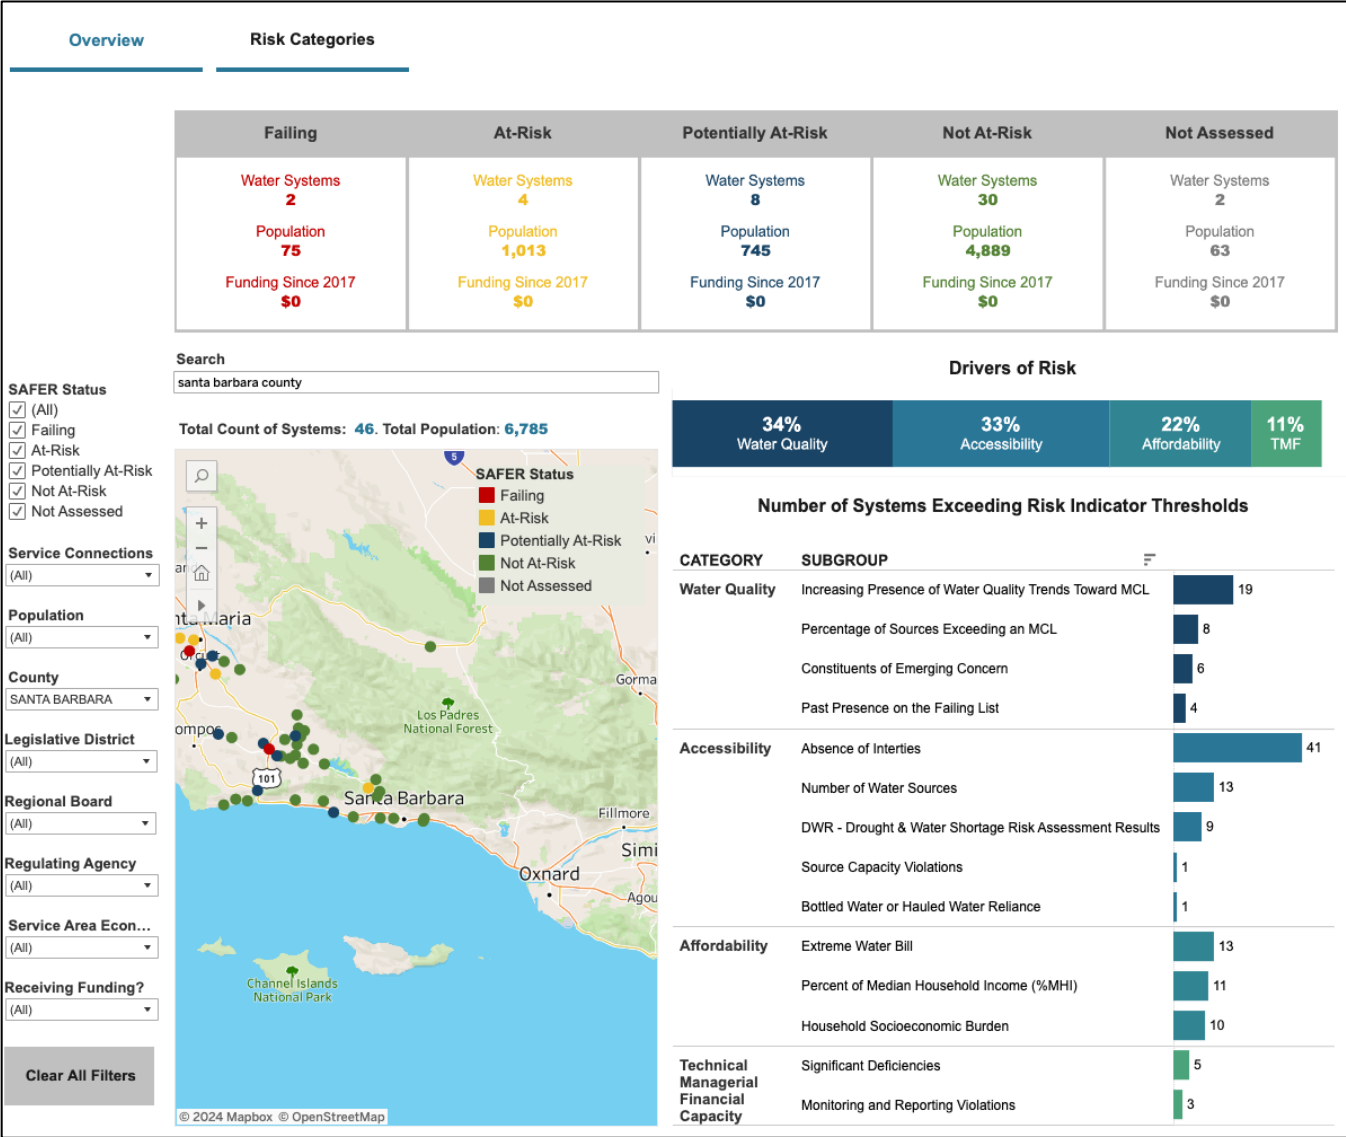 Overview
Risk Categories
Failing
At-Risk
Potentially At-Risk
Not At-Risk
Not Assessed
Water Systems
2
Water Systems
4
Water Systems
8
Water Systems
30
Water Systems
2
Population
75
Population
1,013
Population
745
Population
4,889
Population
63
Funding Since 2017
$0
Funding Since 2017
$0
Funding Since 2017
$0
Funding Since 2017
$0
Funding Since 2017
$0
SAFER Status
(All)
Failing
At-Risk
Potentially At-Risk
Not At-Risk
Not Assessed
Service Connections
(All)
Population
(All)
County
SANTA BARBARA
Legislative District
(All)
Regional Board
(All)
Regulating Agency
(All)
Service Area Econ...
(All)
Receiving Funding?
(All)
Clear All Filters
Search
santa barbara county
Total Count of Systems: 46. Total Population: 6,785
5
SAFER Status
Failing
At-Risk
Potentially At-Risk
Not At-Risk
Not Assessed
vi
ar
nta Maria
Orcutt
Gorma
Los Padres
National Forest
ompos
101
Santa Barbara
Fillmore
Simi
Oxnard
Agou
Channel Islands
National Park
© 2024 Mapbox © OpenStreetMap
Drivers of Risk
34%
Water Quality
33%
Accessibility
22%
Affordability
11%
TMF
Number of Systems Exceeding Risk Indicator Thresholds
CATEGORY SUBGROUP
Water Quality Increasing Presence of Water Quality Trends Toward MCL 19
Percentage of Sources Exceeding an MCL 8
Constituents of Emerging Concern 6
Past Presence on the Failing List 4
Accessibility Absence of Interties 41
Number of Water Sources 13
DWR - Drought & Water Shortage Risk Assessment Results 9
Source Capacity Violations 1
Bottled Water or Hauled Water Reliance 1
Affordability Extreme Water Bill 13
Percent of Median Household Income (%MHI) 11
Household Socioeconomic Burden 10
Technical
Managerial
Financial
Capacity
Significant Deficiencies 5
Monitoring and Reporting Violations 3